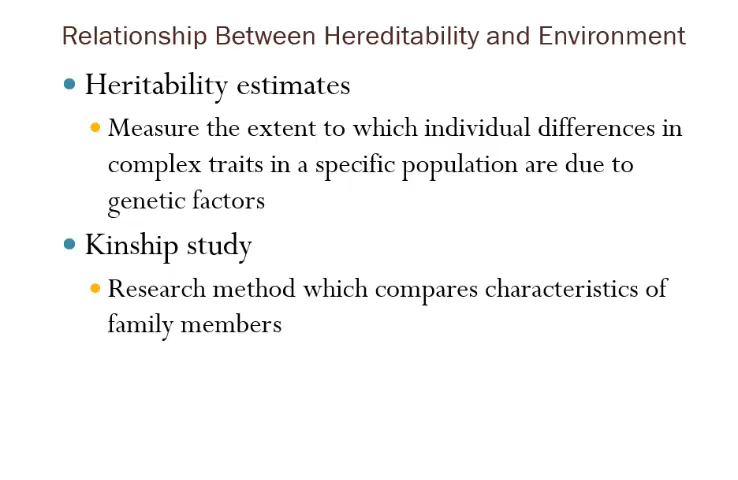 Relationship Between Hereditability and Environment
Heritability estimates
Measure the extent to which individual differences in
complex traits in a specific population are due to
genetic factors
Kinship study
Research method which compares characteristics of
family members